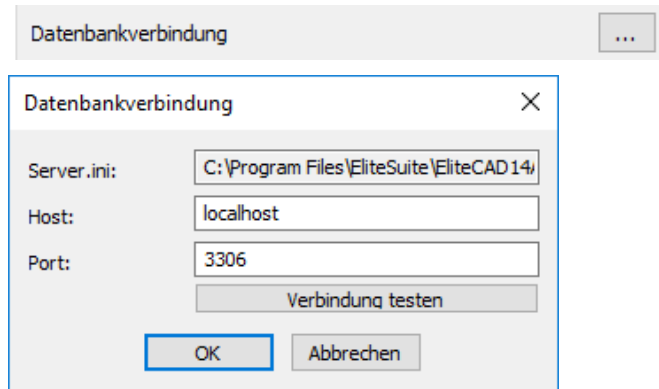 Datenbankverbindung ...
Datenbankverbindung
Server.ini: C:\Program Files\EliteSuite\EliteCAD14
Host: localhost
Port: 3306
Verbindung testen
OK Abbrechen